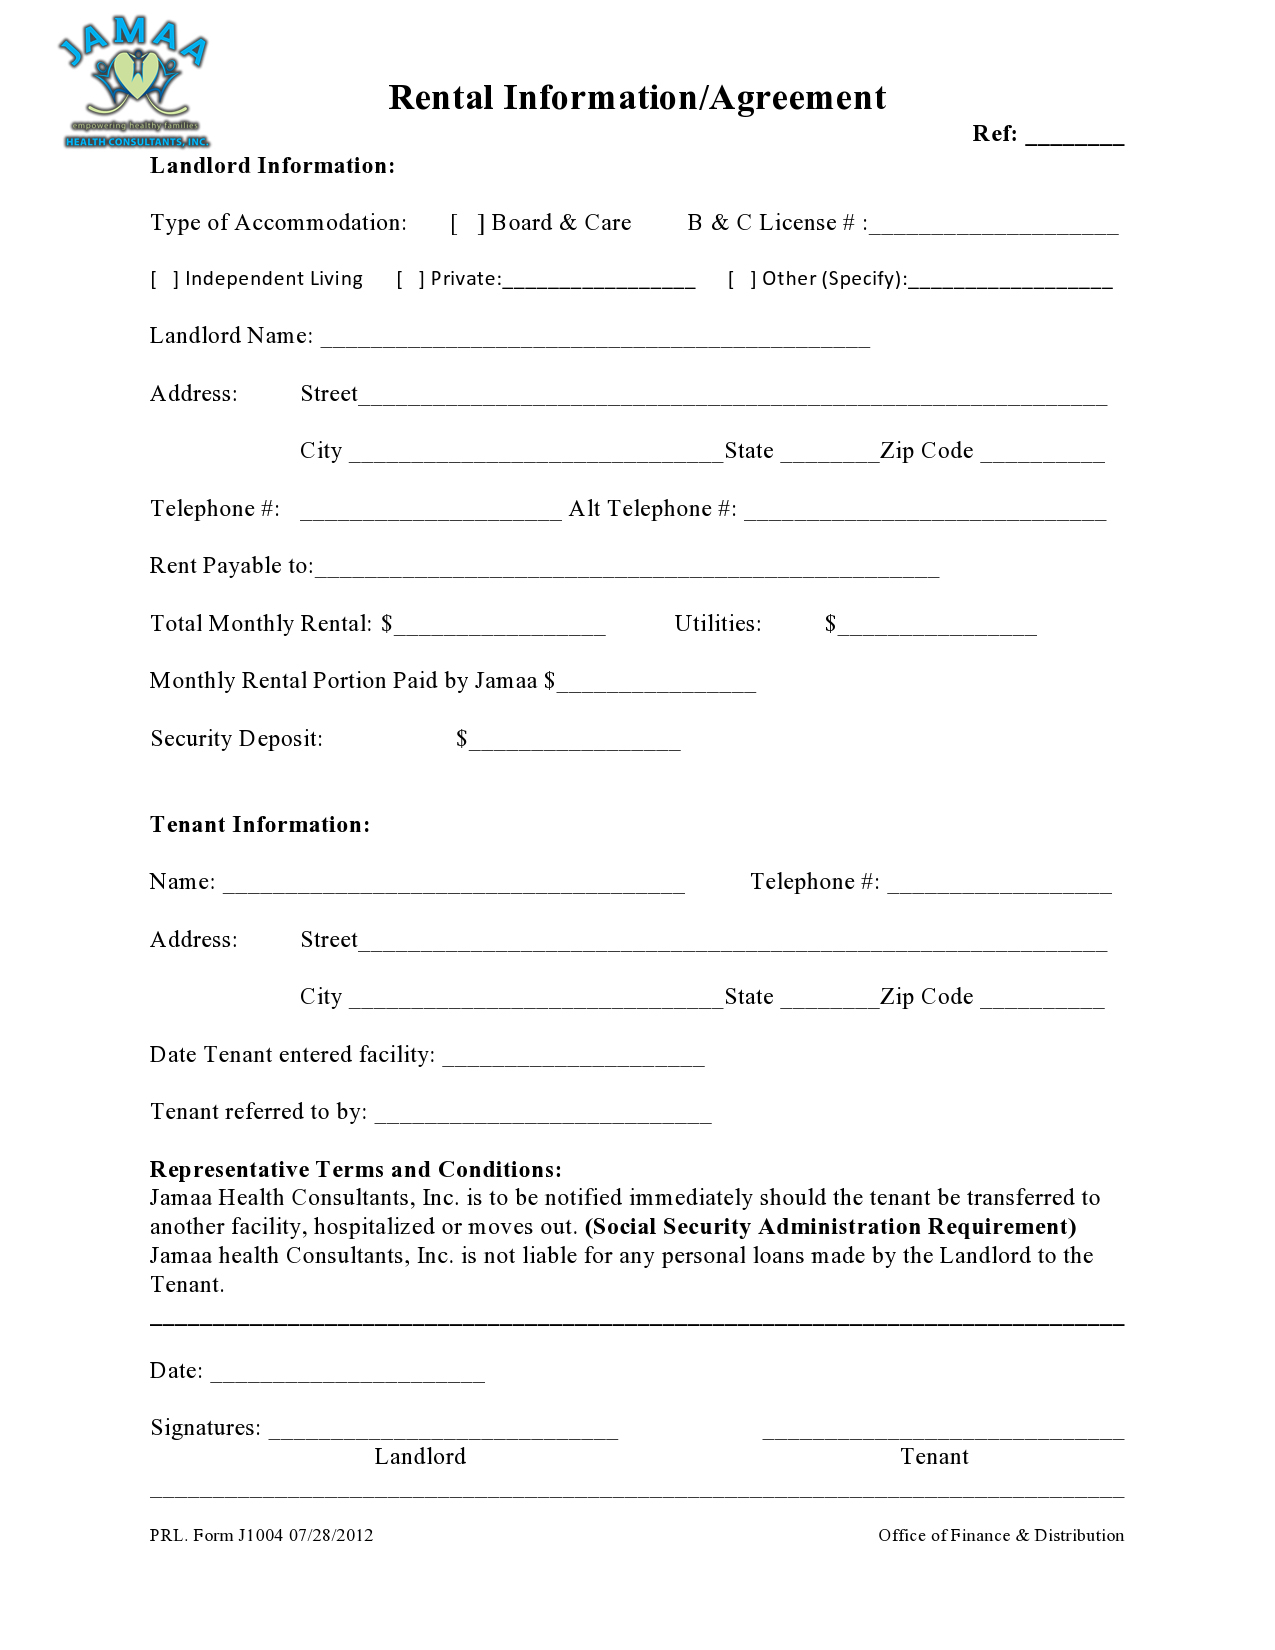 JAMAA
empowering healthy families
HEALTH CONSULTANTS, INC.
Rental Information/Agreement
Ref: ________
Landlord Information:
Type of Accommodation: [ ] Board & Care B & C License # :____________________
[ ] Independent Living [ ] Private:_________________ [ ] Other (Specify):__________________
Landlord Name: ____________________________________________
Address: Street____________________________________________________________
City ______________________________State ________Zip Code __________
Telephone #: _____________________ Alt Telephone #: _____________________________
Rent Payable to:__________________________________________________
Total Monthly Rental: $_________________ Utilities: $________________
Monthly Rental Portion Paid by Jamaa $________________
Security Deposit: $_________________
Tenant Information:
Name: _____________________________________ Telephone #: __________________
Address: Street____________________________________________________________
City ______________________________State ________Zip Code __________
Date Tenant entered facility: _____________________
Tenant referred to by: ___________________________
Representative Terms and Conditions:
Jamaa Health Consultants, Inc. is to be notified immediately should the tenant be transferred to
another facility, hospitalized or moves out. (Social Security Administration Requirement)
Jamaa health Consultants, Inc. is not liable for any personal loans made by the Landlord to the
Tenant.
______________________________________________________________________________
Date: ______________________
Signatures: ____________________________ _____________________________
Landlord Tenant
______________________________________________________________________________
PRL. Form J1004 07/28/2012 Office of Finance & Distribution